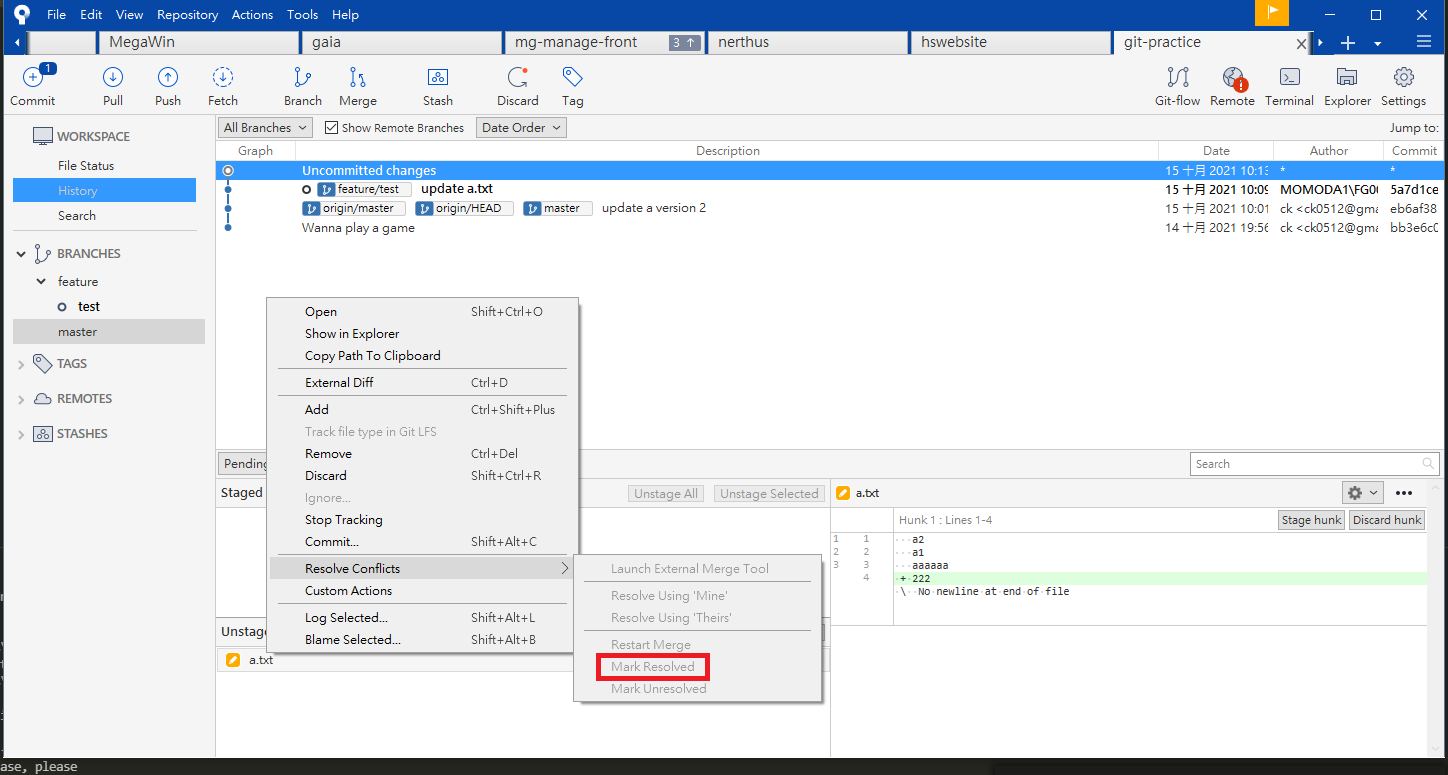 File Edit View Repository Actions Tools Help
MegaWin gaia mg-manage-front 3 ↑ nerthus hswebsite git-practice
1
Commit Pull Push Fetch Branch Merge Stash Discard Tag Git-flow Remote Terminal Explorer Settings
WORKSPACE
File Status
History
Search
BRANCHES
feature
test
master
TAGS
REMOTES
STASHES
All Branches Show Remote Branches Date Order Jump to:
Graph Description Date Author Commit
Uncommitted changes 15 十月 2021 10:13 * *
feature/test update a.txt 15 十月 2021 10:09 MOMODA1\FG00 5a7d1ce
origin/master origin/HEAD master update a version 2 15 十月 2021 10:01 ck <ck0512@gma eb6af38
Wanna play a game 14 十月 2021 19:56 ck <ck0512@gma bb3e6c0
Open Shift+Ctrl+O
Show in Explorer
Copy Path To Clipboard
External Diff Ctrl+D
Add Ctrl+Shift+Plus
Track file type in Git LFS
Remove Ctrl+Del
Discard Shift+Ctrl+R
Ignore...
Stop Tracking
Commit... Shift+Alt+C
Resolve Conflicts
Custom Actions
Log Selected... Shift+Alt+L
Blame Selected... Shift+Alt+B
Launch External Merge Tool
Resolve Using 'Mine'
Resolve Using 'Theirs'
Restart Merge
Mark Resolved
Mark Unresolved
Pending
Search
Staged Unstage All Unstage Selected
Unstage
a.txt
a.txt
Hunk 1 : Lines 1-4 Stage hunk Discard hunk
1 1 a2
2 2 a1
3 3 aaaaaa
4 + 222
\ No newline at end of file
ase, please